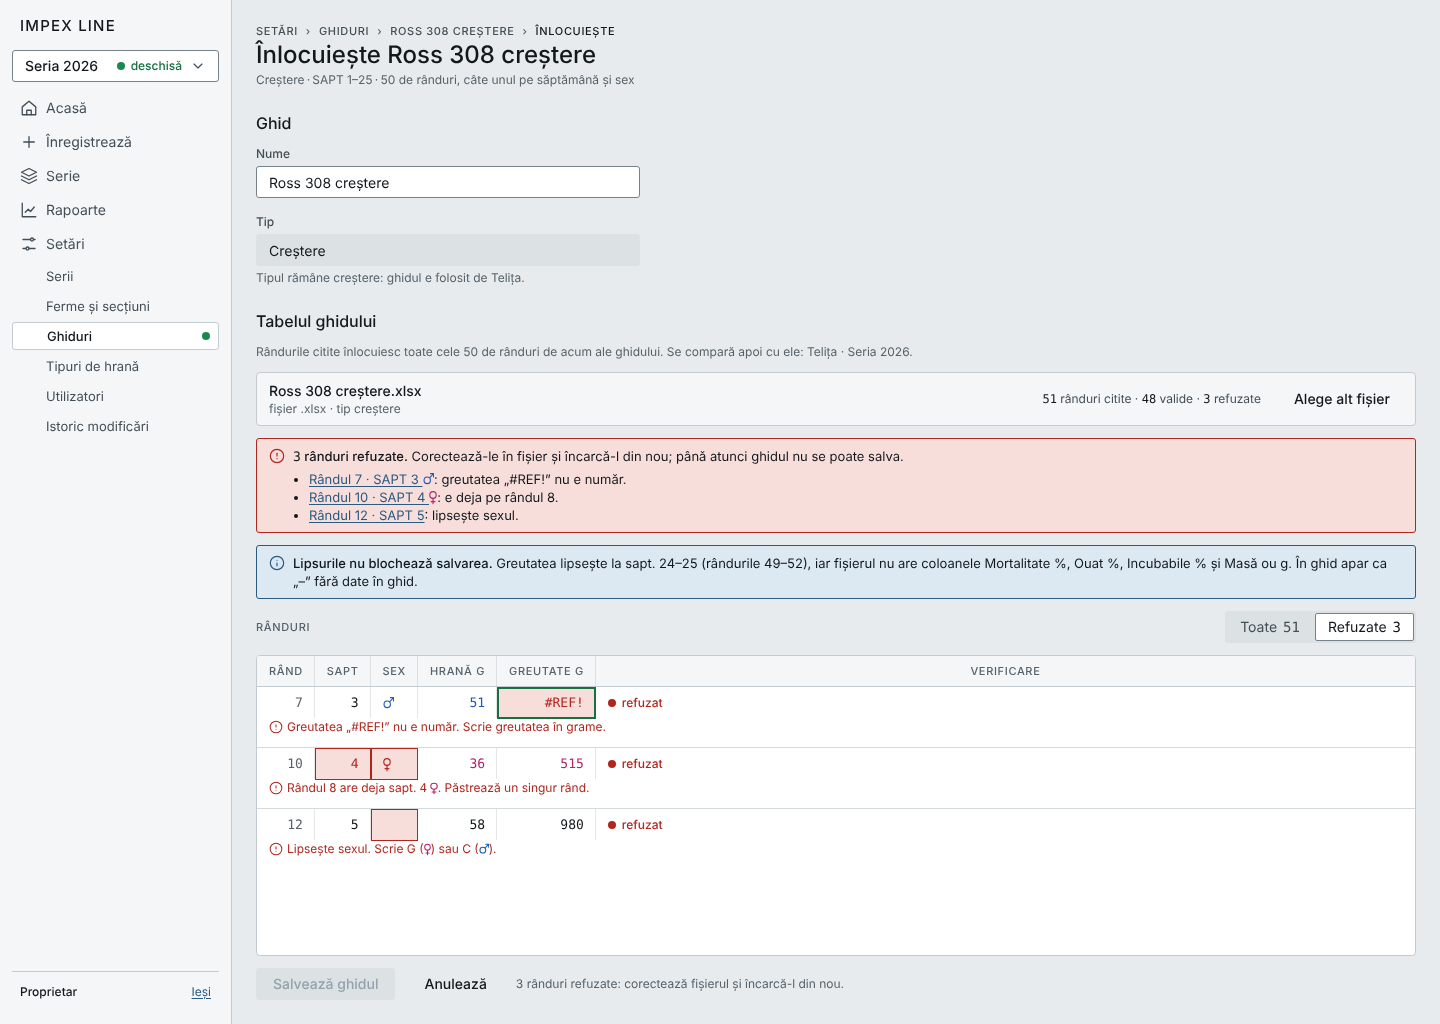 IMPEX LINE
Seria 2026 deschisă
Acasă
Înregistrează
Serie
Rapoarte
Setări
Serii
Ferme și secțiuni
Ghiduri
Tipuri de hrană
Utilizatori
Istoric modificări
Proprietar Ieși
SETĂRI › GHIDURI › ROSS 308 CREȘTERE › ÎNLOCUIEȘTE
Înlocuiește Ross 308 creștere
Creștere · SAPT 1–25 · 50 de rânduri, câte unul pe săptămână și sex
Ghid
Nume
Ross 308 creștere
Tip
Creștere
Tipul rămâne creștere: ghidul e folosit de Telița.
Tabelul ghidului
Rândurile citite înlocuiesc toate cele 50 de rânduri de acum ale ghidului. Se compară apoi cu ele: Telița · Seria 2026.
Ross 308 creștere.xlsx
fișier .xlsx · tip creștere
51 rânduri citite · 48 valide · 3 refuzate
Alege alt fișier
3 rânduri refuzate. Corectează-le în fișier și încarcă-l din nou; până atunci ghidul nu se poate salva.
• Rândul 7 · SAPT 3 ♂: greutatea „#REF!” nu e număr.
• Rândul 10 · SAPT 4 ♀: e deja pe rândul 8.
• Rândul 12 · SAPT 5: lipsește sexul.
Lipsurile nu blochează salvarea. Greutatea lipsește la sapt. 24–25 (rândurile 49–52), iar fișierul nu are coloanele Mortalitate %, Ouat %, Incubabile % și Masă ou g. În ghid apar ca
„–” fără date în ghid.
RÂNDURI
Toate 51 Refuzate 3
RÂND SAPT SEX HRANĂ G GREUTATE G VERIFICARE
7 3 ♂ 51 #REF! refuzat
Greutatea „#REF!” nu e număr. Scrie greutatea în grame.
10 4 ♀ 36 515 refuzat
Rândul 8 are deja sapt. 4 ♀. Păstrează un singur rând.
12 5 58 980 refuzat
Lipsește sexul. Scrie G (♀) sau C (♂).
Salvează ghidul Anulează 3 rânduri refuzate: corectează fișierul și încarcă-l din nou.